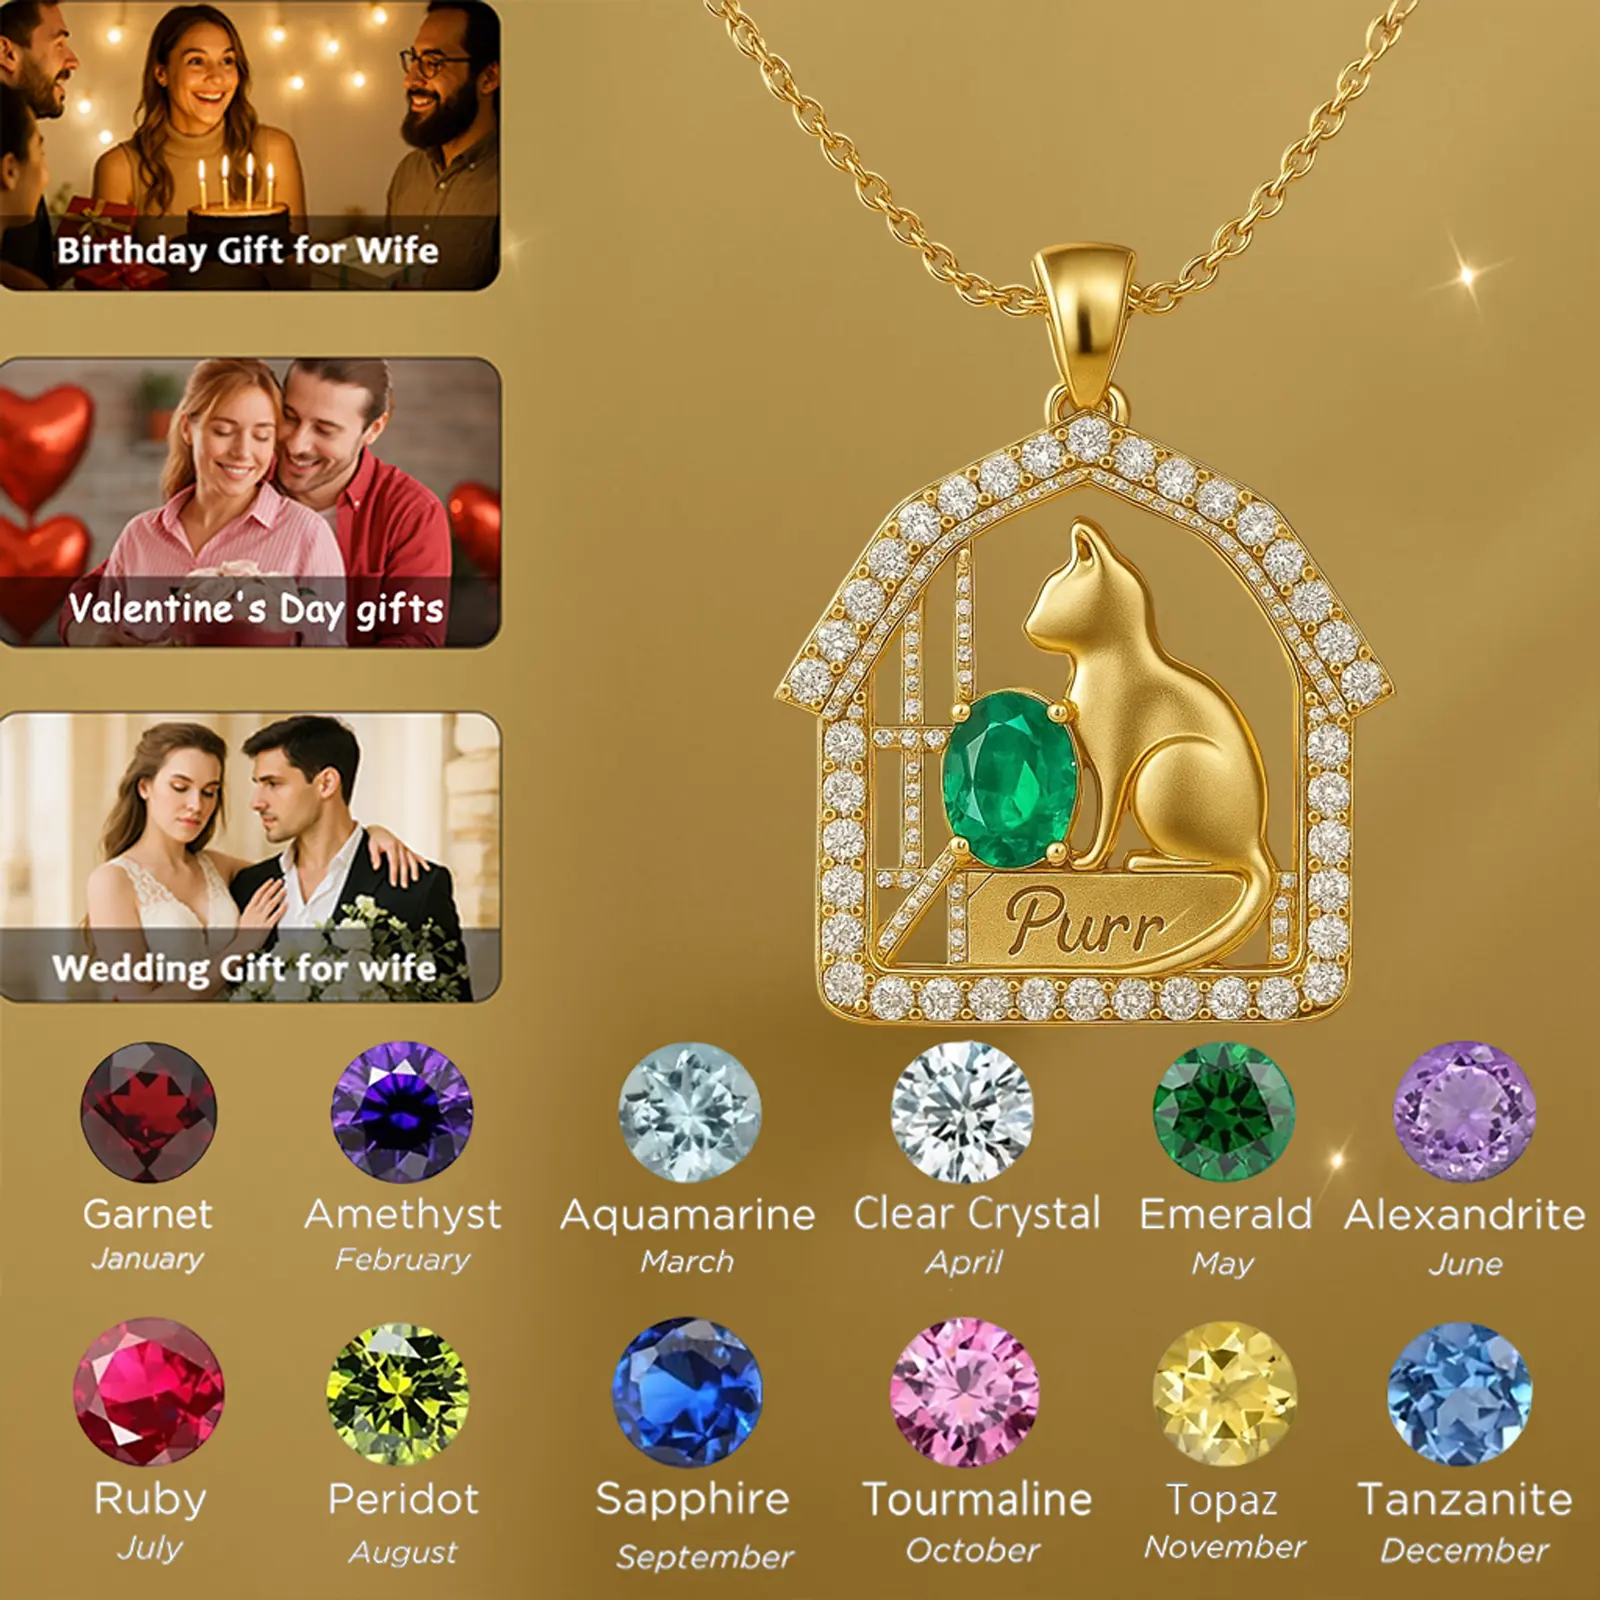 Birthday Gift for Wife
Valentine's Day gifts
Wedding Gift for wife
Purr
Garnet
January
Amethyst
February
Aquamarine
March
Clear Crystal
April
Emerald
May
Alexandrite
June
Ruby
July
Peridot
August
Sapphire
September
Tourmaline
October
Topaz
November
Tanzanite
December